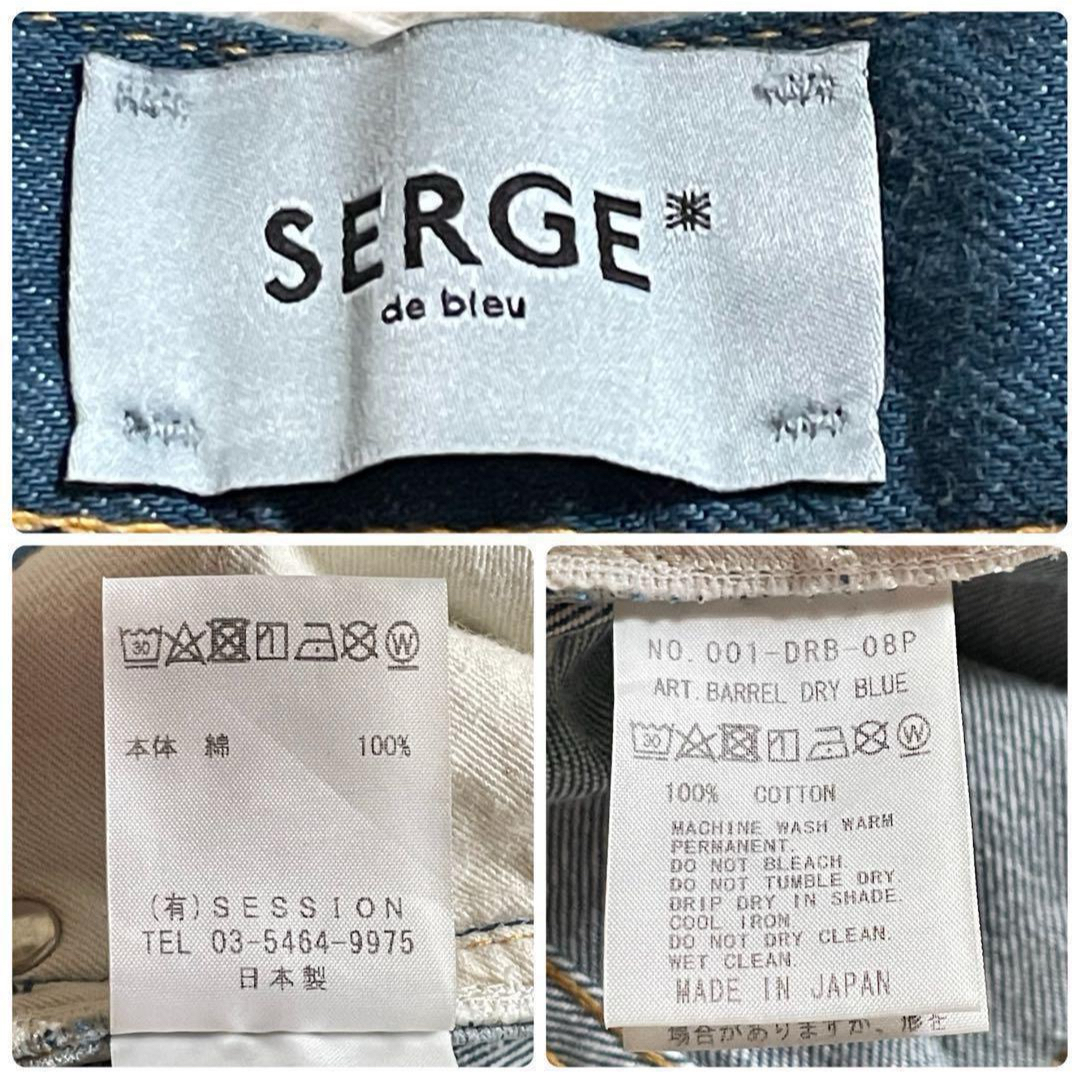 SERGE*
de bleu
30 W
本体 綿 100%
(有)SESSION
TEL 03-5464-9975
日本製
NO. 001-DRB-08P
ART. BARREL DRY BLUE
30 W
100% COTTON
MACHINE WASH WARM
PERMANENT.
DO NOT BLEACH.
DO NOT TUMBLE DRY.
DRIP DRY IN SHADE.
COOL IRON.
DO NOT DRY CLEAN.
WET CLEAN.
MADE IN JAPAN
場合がありますが、